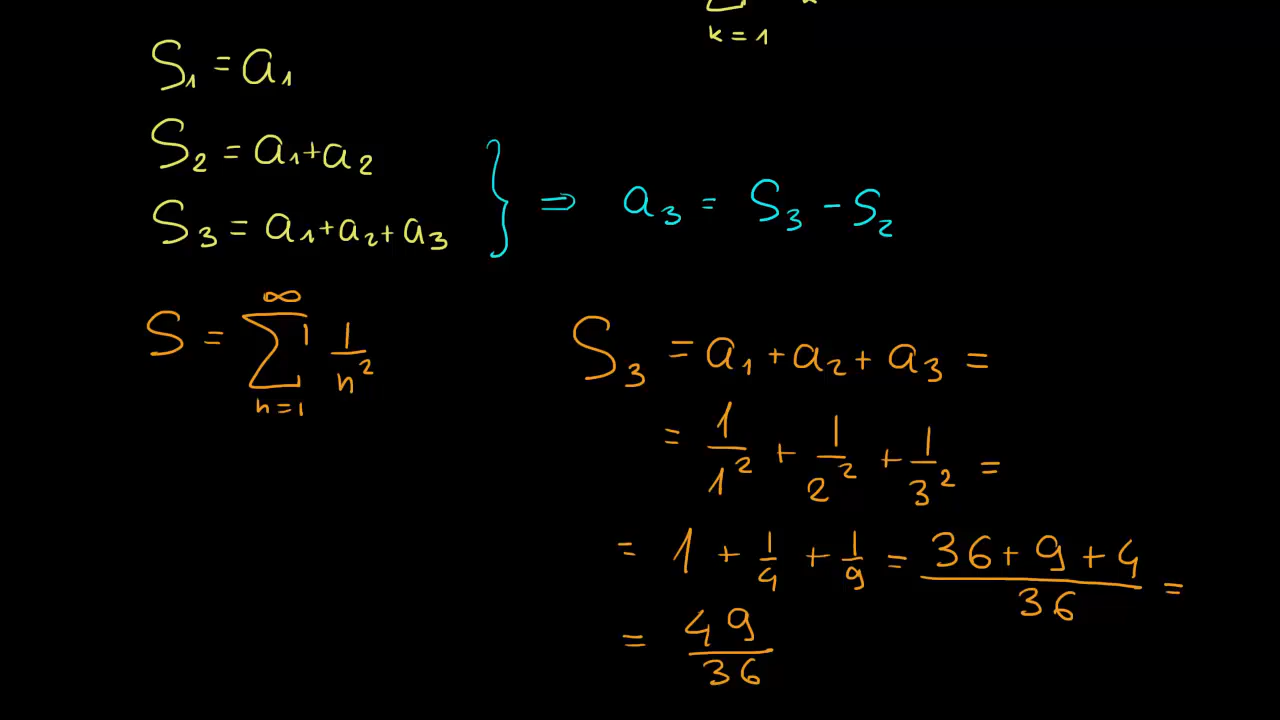 k = 1
S₁ = a₁
S₂ = a₁+a₂
S₃ = a₁+a₂+a₃ } ⇒ a₃ = S₃ − S₂
S = ∑_{n=1}^{∞} 1/n²
S₃ = a₁ + a₂ + a₃ =
= 1/1² + 1/2² + 1/3² =
= 1 + 1/4 + 1/9 = (36 + 9 + 4)/36 =
= 49/36